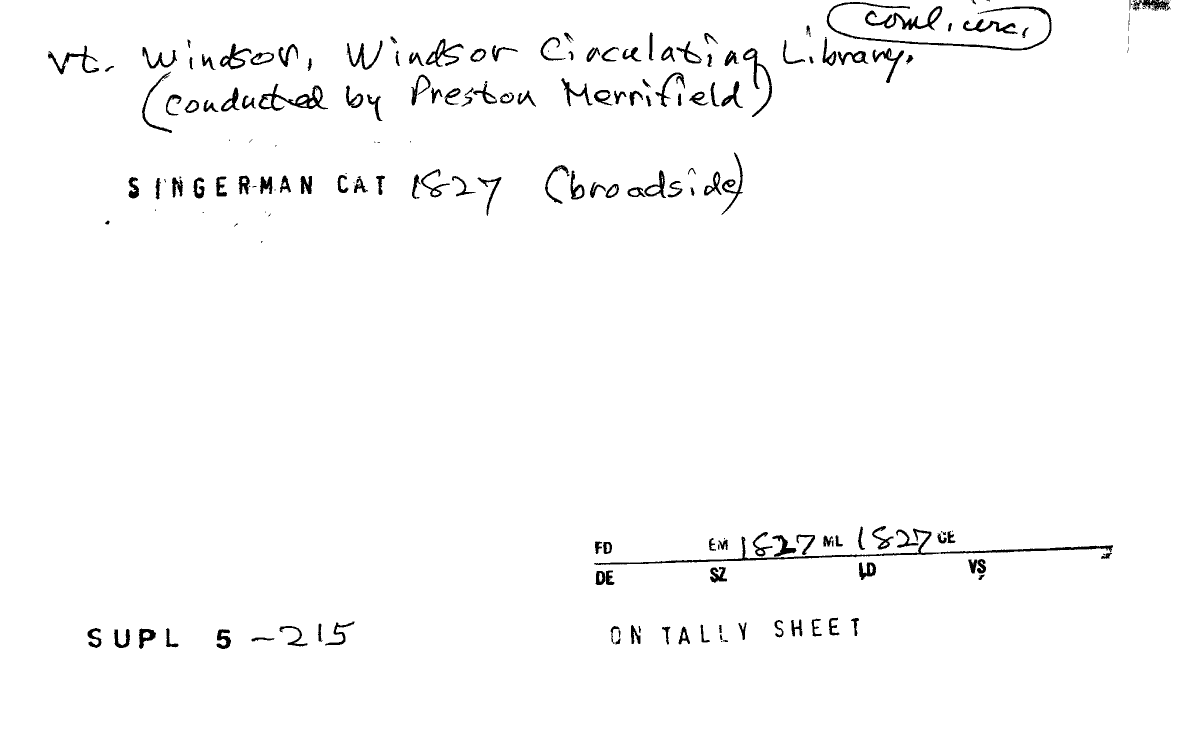 coml. circ.
Vt. Windsor, Windsor Circulating Library.
(conducted by Preston Merrifield)
SINGERMAN CAT 1827 (broadside)
FD EM 1827 ML 1827 CE
DE SZ LD VS
SUPL 5 -215 ON TALLY SHEET